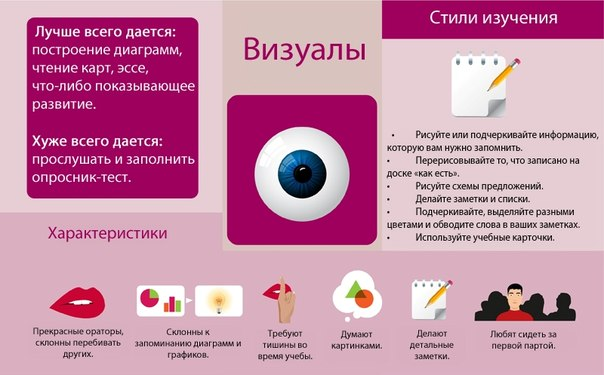 Лучше всего дается:
построение диаграмм,
чтение карт, эссе,
что-либо показывающее
развитие.
Хуже всего дается:
прослушать и заполнить
опросник-тест.
Визуалы
Стили изучения
• Рисуйте или подчеркивайте информацию,
которую вам нужно запомнить.
• Перерисовывайте то, что записано на
доске «как есть».
• Рисуйте схемы предложений.
• Делайте заметки и списки.
• Подчеркивайте, выделяйте разными
цветами и обводите слова в ваших заметках.
• Используйте учебные карточки.
Характеристики
Прекрасные ораторы,
склонны перебивать
других.
Склонны к
запоминанию диаграмм и
графиков.
Требуют
тишины во
время учебы.
Думают
картинками.
Делают
детальные
заметки.
Любят сидеть за
первой партой.